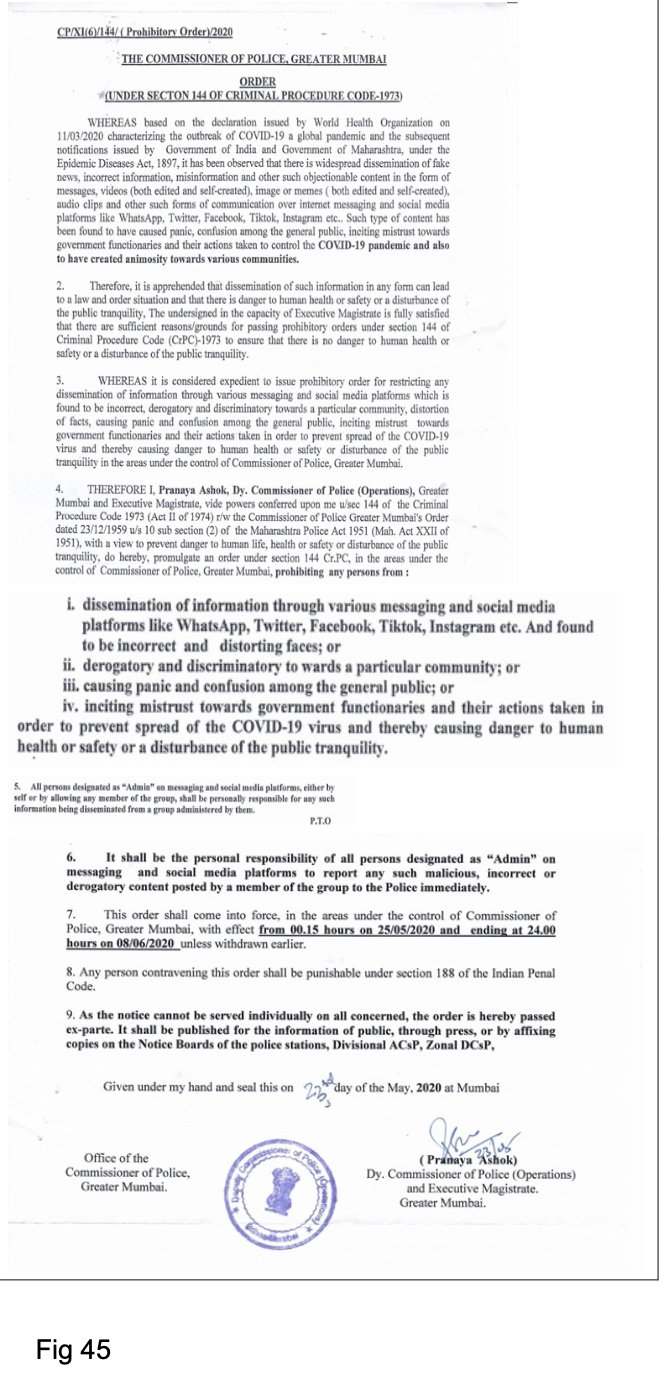 CP/XI(6)/144/( Prohibitory Order)/2020
THE COMMISSIONER OF POLICE, GREATER MUMBAI
ORDER
(UNDER SECTON 144 OF CRIMINAL PROCEDURE CODE-1973)
WHEREAS based on the declaration issued by World Health Organization on
11/03/2020 characterizing the outbreak of COVID-19 a global pandemic and the subsequent
notifications issued by Government of India and Government of Maharashtra, under the
Epidemic Diseases Act, 1897, it has been observed that there is widespread dissemination of fake
news, incorrect information, misinformation and other such objectionable content in the form of
messages, videos (both edited and self-created), image or memes ( both edited and self-created),
audio clips and other such forms of communication over internet messaging and social media
platforms like WhatsApp, Twitter, Facebook, Tiktok, Instagram etc.. Such type of content has
been found to have caused panic, confusion among the general public, inciting mistrust towards
government functionaries and their actions taken to control the COVID-19 pandemic and also
to have created animosity towards various communities.
2. Therefore, it is apprehended that dissemination of such information in any form can lead
to a law and order situation and that there is danger to human health or safety or a disturbance of
the public tranquility, The undersigned in the capacity of Executive Magistrate is fully satisfied
that there are sufficient reasons/grounds for passing prohibitory orders under section 144 of
Criminal Procedure Code (CrPC)-1973 to ensure that there is no danger to human health or
safety or a disturbance of the public tranquility.
3. WHEREAS it is considered expedient to issue prohibitory order for restricting any
dissemination of information through various messaging and social media platforms which is
found to be incorrect, derogatory and discriminatory towards a particular community, distortion
of facts, causing panic and confusion among the general public, inciting mistrust towards
government functionaries and their actions taken in order to prevent spread of the COVID-19
virus and thereby causing danger to human health or safety or disturbance of the public
tranquility in the areas under the control of Commissioner of Police, Greater Mumbai.
4. THEREFORE I, Pranaya Ashok, Dy. Commissioner of Police (Operations), Greater
Mumbai and Executive Magistrate, vide powers conferred upon me u/sec 144 of the Criminal
Procedure Code 1973 (Act II of 1974) r/w the Commissioner of Police Greater Mumbai's Order
dated 23/12/1959 u/s 10 sub section (2) of the Maharashtra Police Act 1951 (Mah. Act XXII of
1951), with a view to prevent danger to human life, health or safety or disturbance of the public
tranquility, do hereby, promulgate an order under section 144 Cr.PC, in the areas under the
control of Commissioner of Police, Greater Mumbai, prohibiting any persons from :
i. dissemination of information through various messaging and social media
platforms like WhatsApp, Twitter, Facebook, Tiktok, Instagram etc. And found
to be incorrect and distorting faces; or
ii. derogatory and discriminatory to wards a particular community; or
iii. causing panic and confusion among the general public; or
iv. inciting mistrust towards government functionaries and their actions taken in
order to prevent spread of the COVID-19 virus and thereby causing danger to human
health or safety or a disturbance of the public tranquility.
5. All persons designated as "Admin" on messaging and social media platforms, either by
self or by allowing any member of the group, shall be personally responsible for any such
information being disseminated from a group administered by them.
P.T.O
6. It shall be the personal responsibility of all persons designated as "Admin" on
messaging and social media platforms to report any such malicious, incorrect or
derogatory content posted by a member of the group to the Police immediately.
7. This order shall come into force, in the areas under the control of Commissioner of
Police, Greater Mumbai, with effect from 00.15 hours on 25/05/2020 and ending at 24.00
hours on 08/06/2020 unless withdrawn earlier.
8. Any person contravening this order shall be punishable under section 188 of the Indian Penal
Code.
9. As the notice cannot be served individually on all concerned, the order is hereby passed
ex-parte. It shall be published for the information of public, through press, or by affixing
copies on the Notice Boards of the police stations, Divisional ACsP, Zonal DCsP,
Given under my hand and seal this on 22nd day of the May, 2020 at Mumbai
23/05
Office of the
Commissioner of Police,
Greater Mumbai.
Deputy Commissioner of Police (Operations)
( Pranaya Ashok)
Dy. Commissioner of Police (Operations)
and Executive Magistrate.
Greater Mumbai.
Fig 45